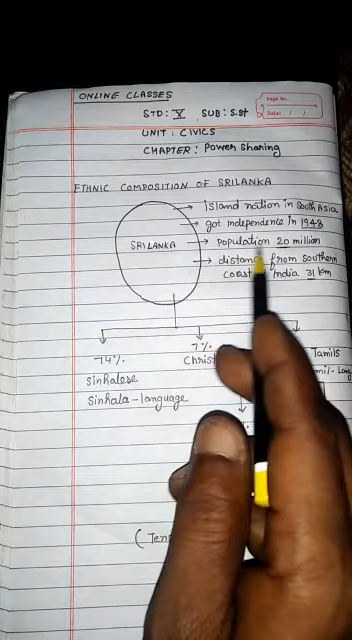 ONLINE CLASSES
Page No.
Date: / /
STD: X , SUB: S.St
UNIT: CIVICS
CHAPTER: Power sharing
ETHNIC COMPOSITION OF SRILANKA
SRILANKA
→ island nation in South Asia
→ got independence in 1948
→ population 20 million
→ distance from Southern
coast India 31 km
74%. 7% Tamils
Sinhalese Christ
Sinhala - language
(Tens